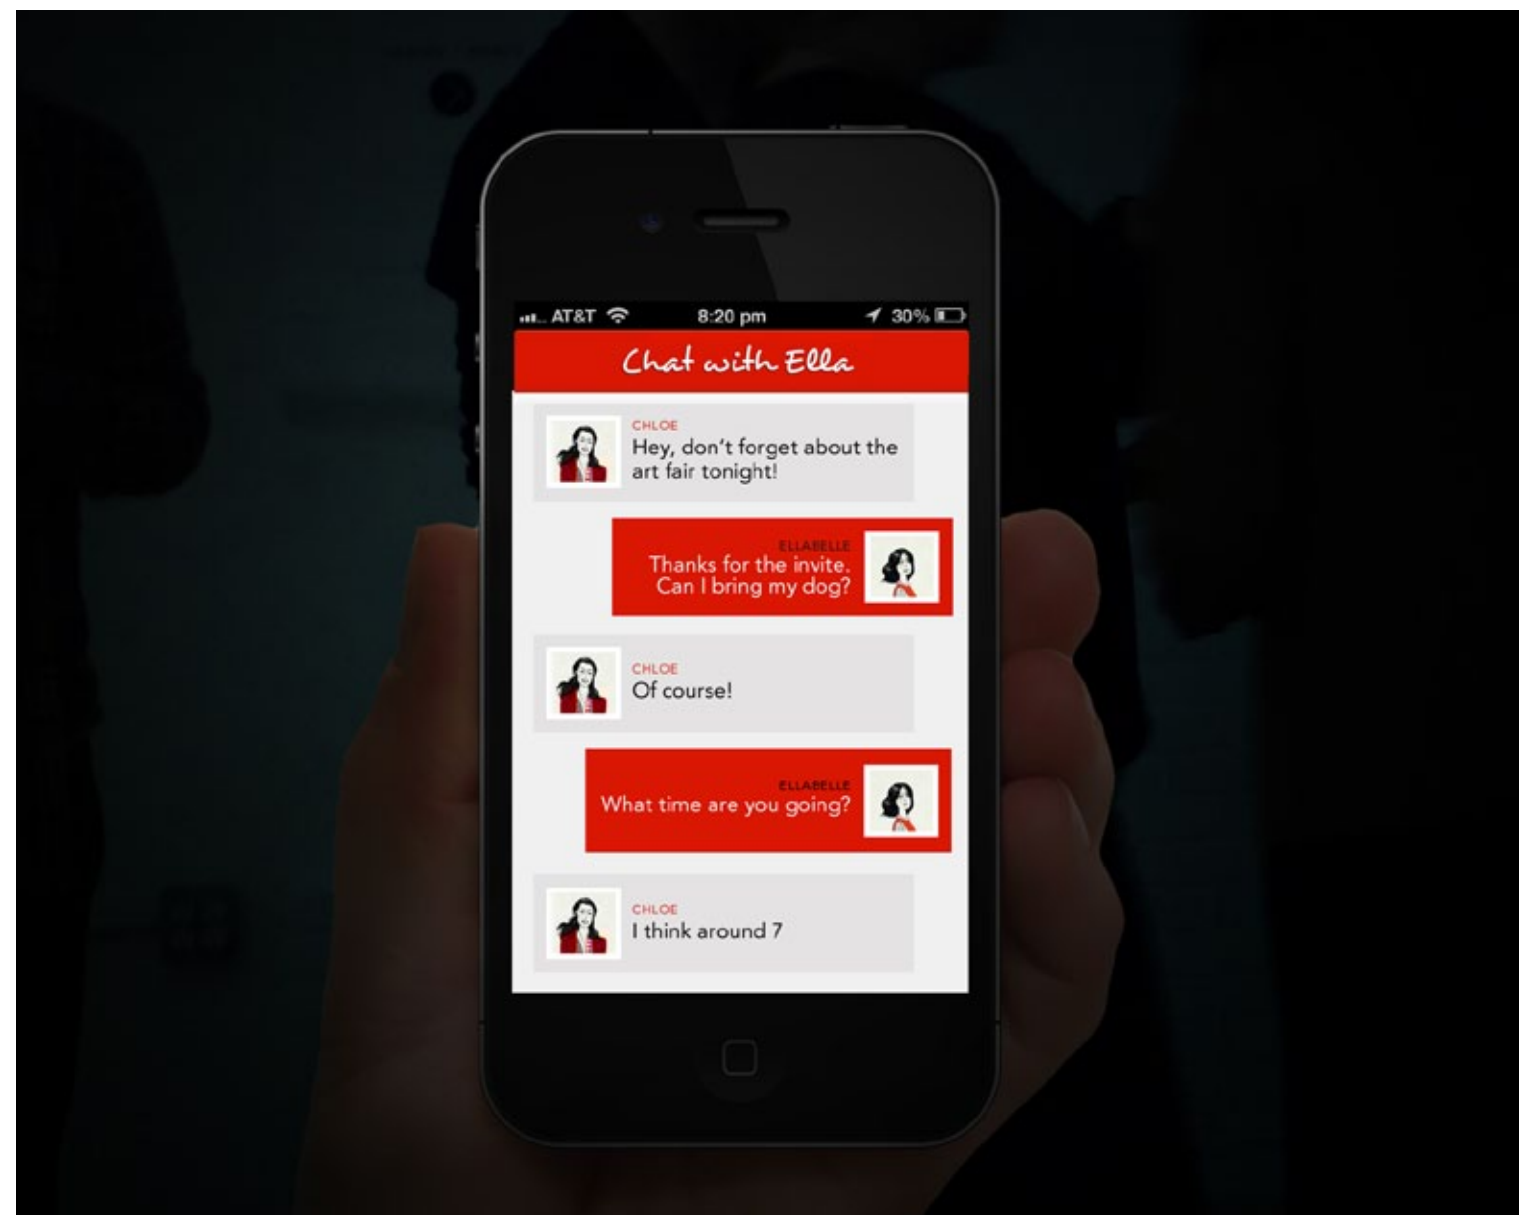 AT&T 8:20 pm 30%
Chat with Ella
CHLOE
Hey, don't forget about the
art fair tonight!
ELLABELLE
Thanks for the invite.
Can I bring my dog?
CHLOE
Of course!
ELLABELLE
What time are you going?
CHLOE
I think around 7